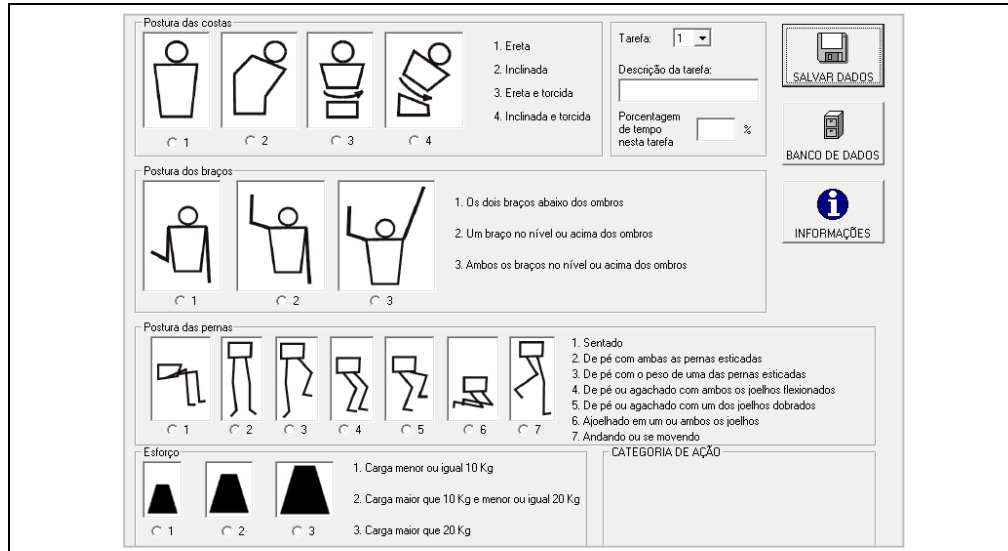 Postura das costas
1. Ereta
2. Inclinada
3. Ereta e torcida
4. Inclinada e torcida
1 2 3 4
Tarefa: 1
Descrição da tarefa:
Porcentagem
de tempo %
nesta tarefa
SALVAR DADOS
BANCO DE DADOS
INFORMAÇÕES
Postura dos braços
1. Os dois braços abaixo dos ombros
2. Um braço no nível ou acima dos ombros
3. Ambos os braços no nível ou acima dos ombros
1 2 3
Postura das pernas
1. Sentado
2. De pé com ambas as pernas esticadas
3. De pé com o peso de uma das pernas esticadas
4. De pé ou agachado com ambos os joelhos flexionados
5. De pé ou agachado com um dos joelhos dobrados
6. Ajoelhado em um ou ambos os joelhos
7. Andando ou se movendo
1 2 3 4 5 6 7
Esforço
1. Carga menor ou igual 10 Kg
2. Carga maior que 10 Kg e menor ou igual 20 Kg
3. Carga maior que 20 Kg
1 2 3
CATEGORIA DE AÇÃO